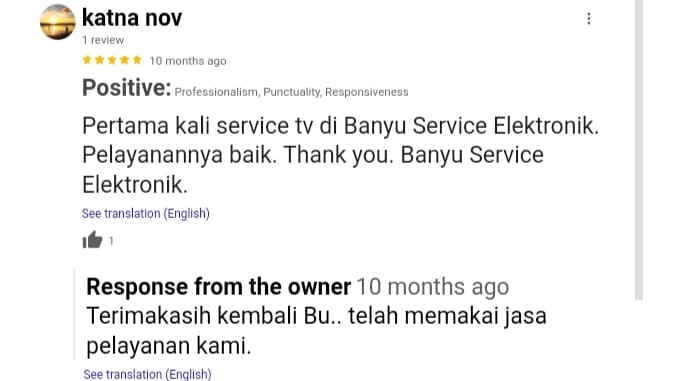 katna nov
1 review
10 months ago
Positive: Professionalism, Punctuality, Responsiveness
Pertama kali service tv di Banyu Service Elektronik.
Pelayanannya baik. Thank you. Banyu Service
Elektronik.
See translation (English)
1
Response from the owner 10 months ago
Terimakasih kembali Bu.. telah memakai jasa
pelayanan kami.
See translation (English)